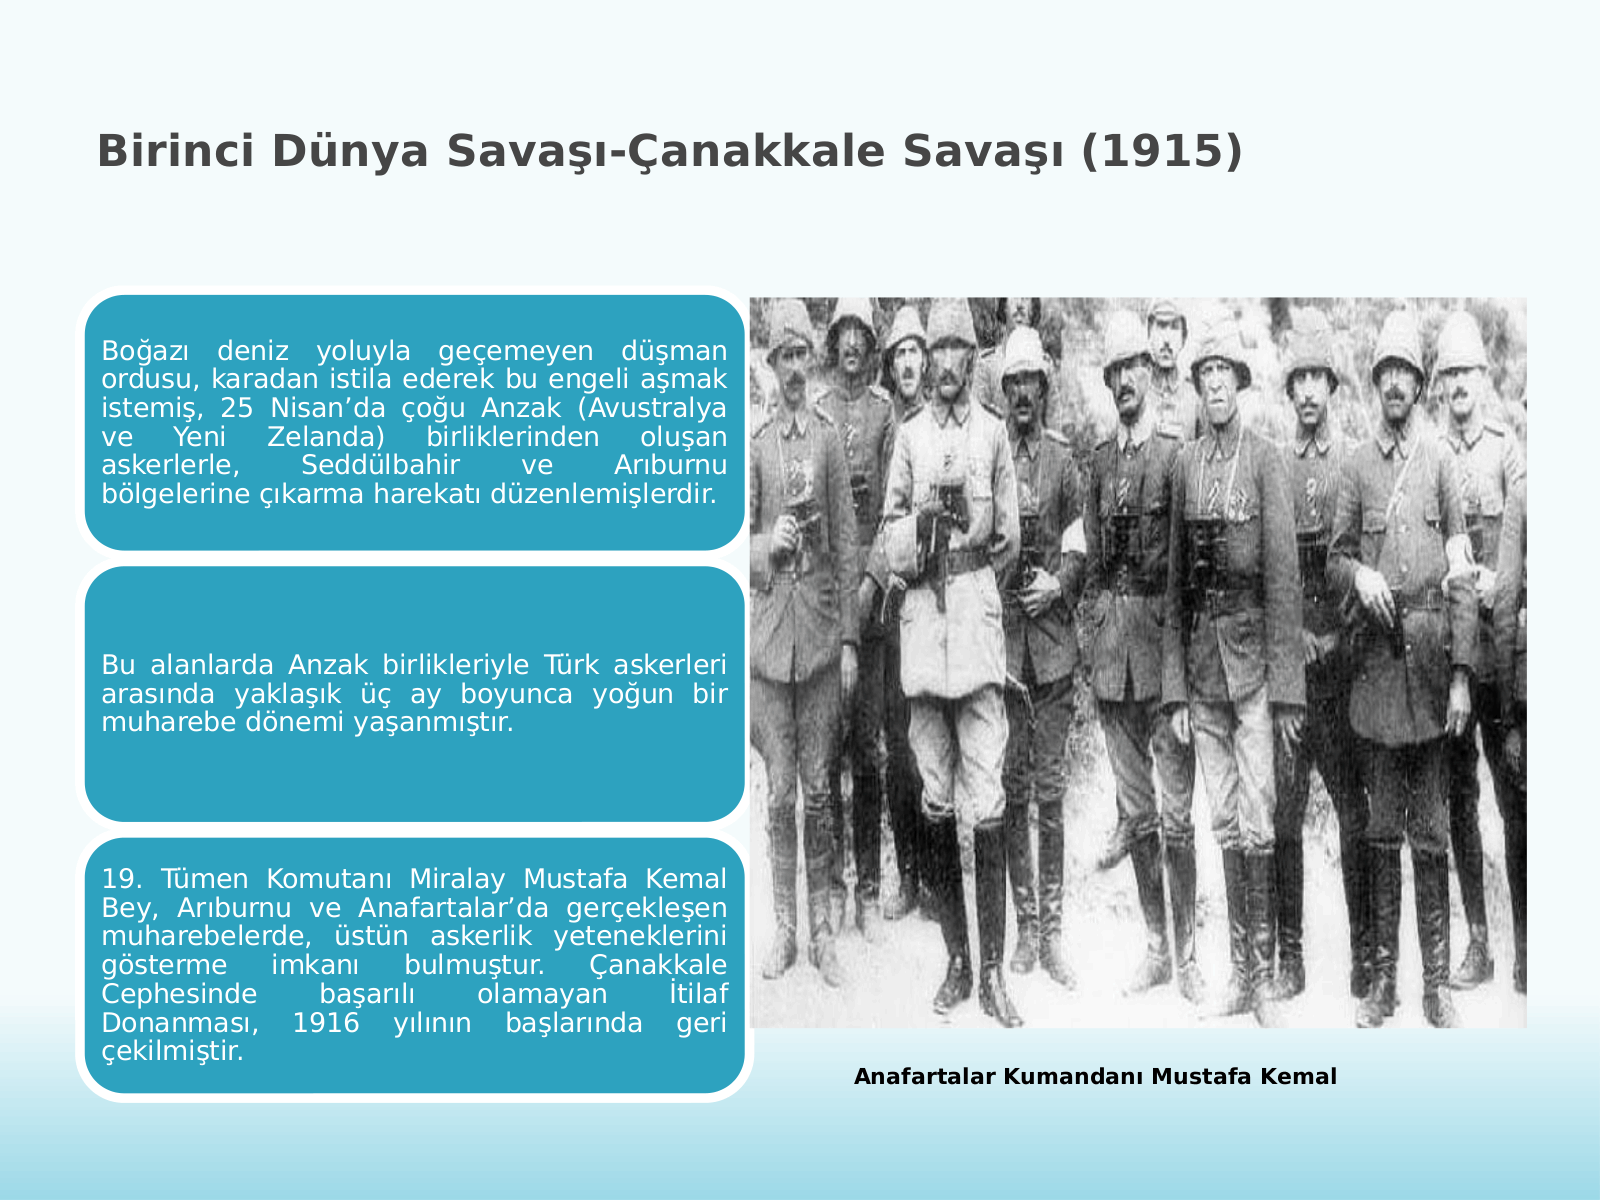 Birinci Dünya Savaşı-Çanakkale Savaşı (1915)
Boğazı deniz yoluyla geçemeyen düşman
ordusu, karadan istila ederek bu engeli aşmak
istemiş, 25 Nisan’da çoğu Anzak (Avustralya
ve Yeni Zelanda) birliklerinden oluşan
askerlerle, Seddülbahir ve Arıburnu
bölgelerine çıkarma harekatı düzenlemişlerdir.
Bu alanlarda Anzak birlikleriyle Türk askerleri
arasında yaklaşık üç ay boyunca yoğun bir
muharebe dönemi yaşanmıştır.
19. Tümen Komutanı Miralay Mustafa Kemal
Bey, Arıburnu ve Anafartalar’da gerçekleşen
muharebelerde, üstün askerlik yeteneklerini
gösterme imkanı bulmuştur. Çanakkale
Cephesinde başarılı olamayan İtilaf
Donanması, 1916 yılının başlarında geri
çekilmiştir.
Anafartalar Kumandanı Mustafa Kemal